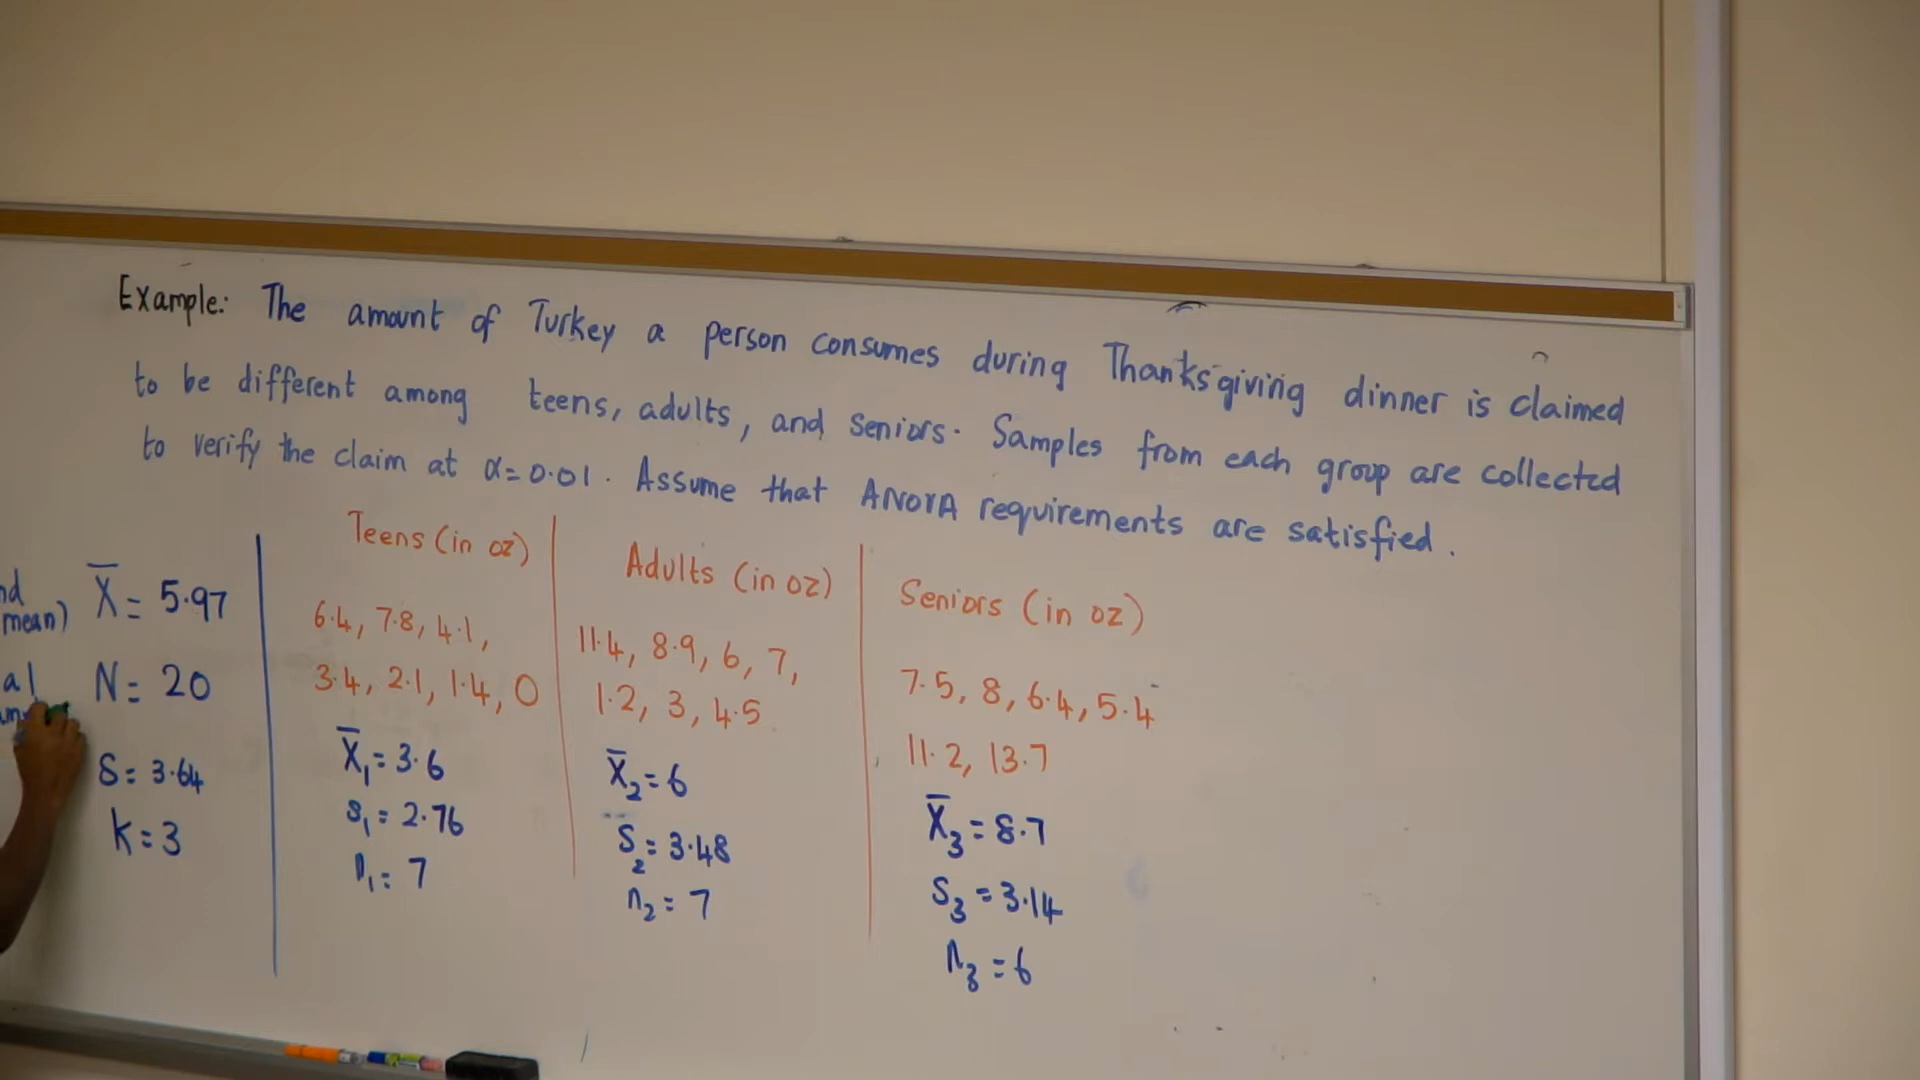 Example: The amount of Turkey a person consumes during Thanksgiving dinner is claimed
to be different among teens, adults, and seniors. Samples from each group are collected
to verify the claim at α=0.01. Assume that ANOVA requirements are satisfied.
mean) X̄ = 5.97
N = 20
S = 3.64
k = 3
Teens (in oz)
6.4, 7.8, 4.1,
3.4, 2.1, 1.4, 0
X̄₁ = 3.6
s₁ = 2.76
n₁ = 7
Adults (in oz)
11.4, 8.9, 6, 7,
1.2, 3, 4.5
X̄₂ = 6
S₂ = 3.48
n₂ = 7
Seniors (in oz)
7.5, 8, 6.4, 5.4
11.2, 13.7
X̄₃ = 8.7
S₃ = 3.14
n₃ = 6